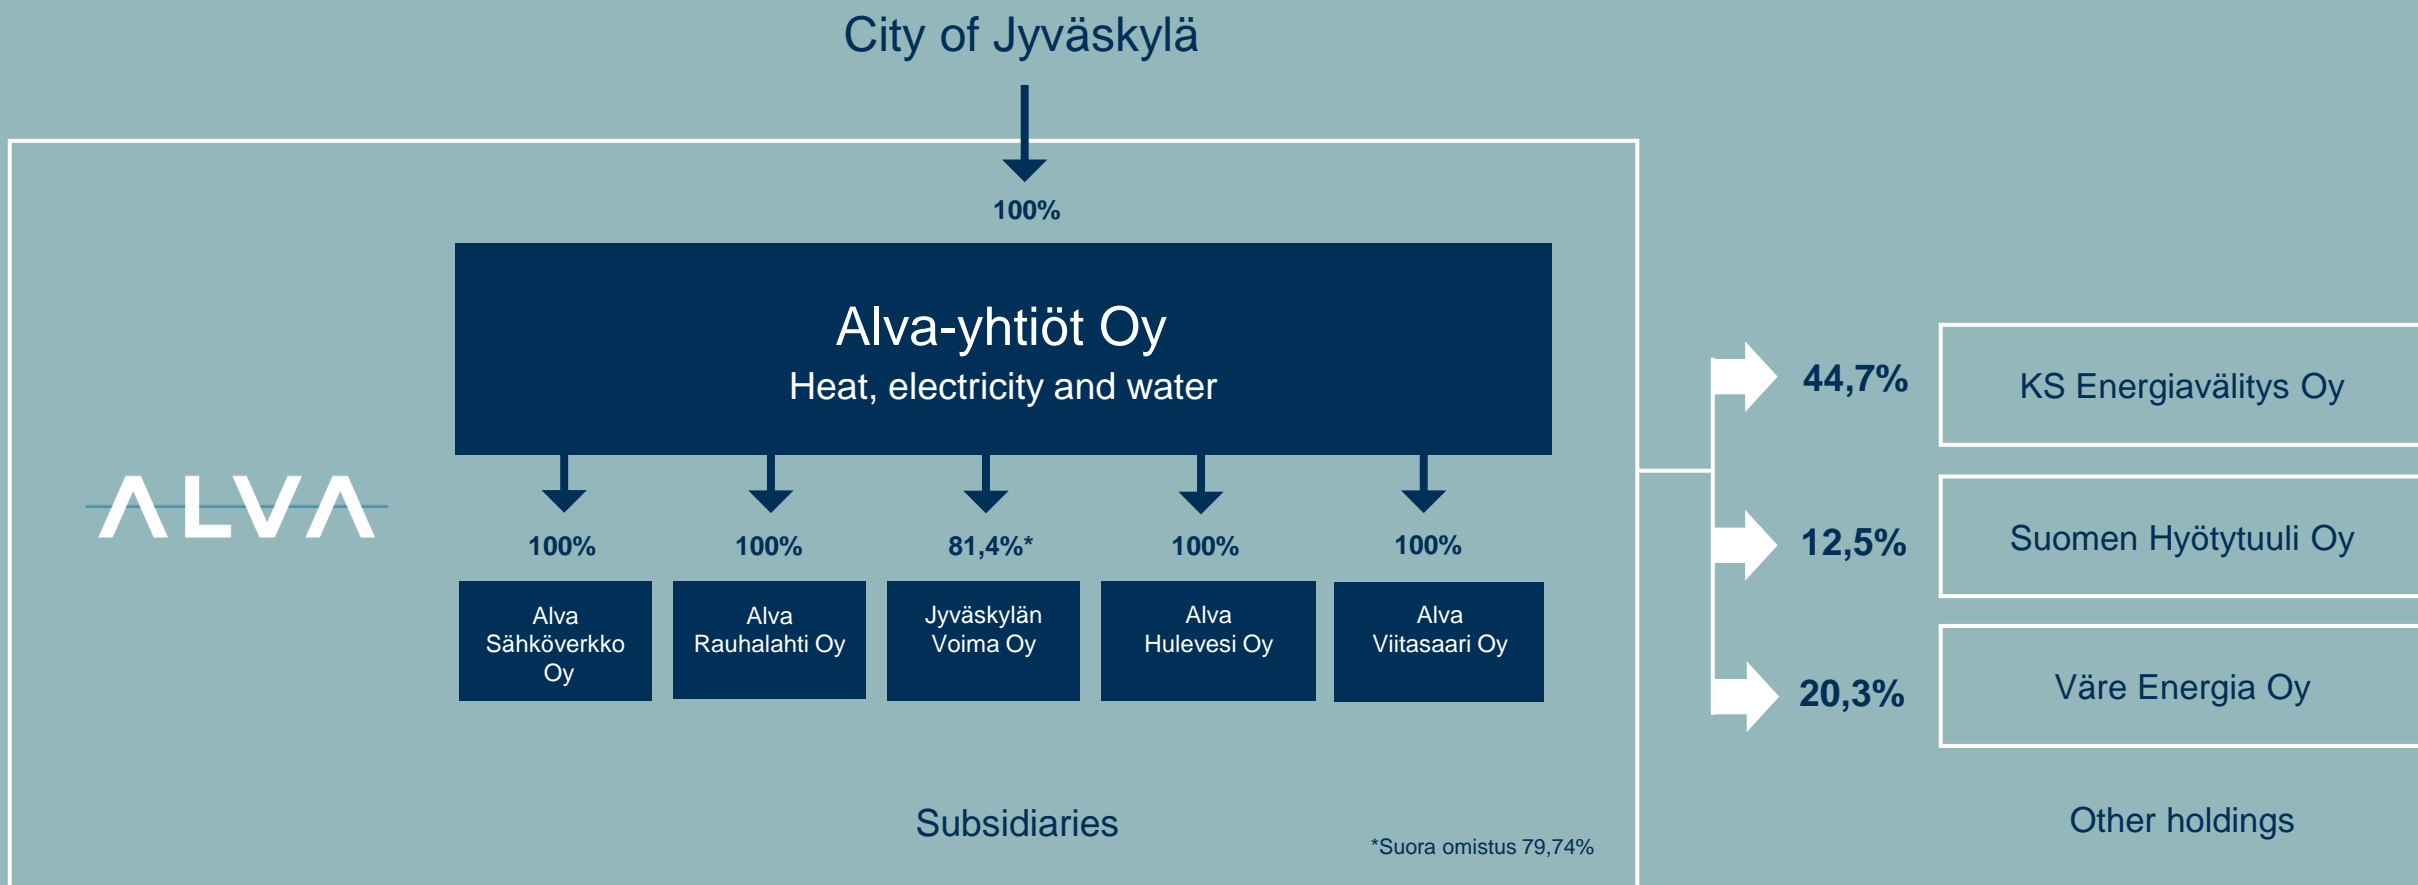 City of Jyväskylä
100%
Alva-yhtiöt Oy
Heat, electricity and water
ALVA
100%
100%
81,4%*
100%
100%
Alva
Sähköverkko
Oy
Alva
Rauhalahti Oy
Jyväskylän
Voima Oy
Alva
Hulevesi Oy
Alva
Viitasaari Oy
Subsidiaries
*Suora omistus 79,74%
44,7%
KS Energiavälitys Oy
12,5%
Suomen Hyötytuuli Oy
20,3%
Väre Energia Oy
Other holdings